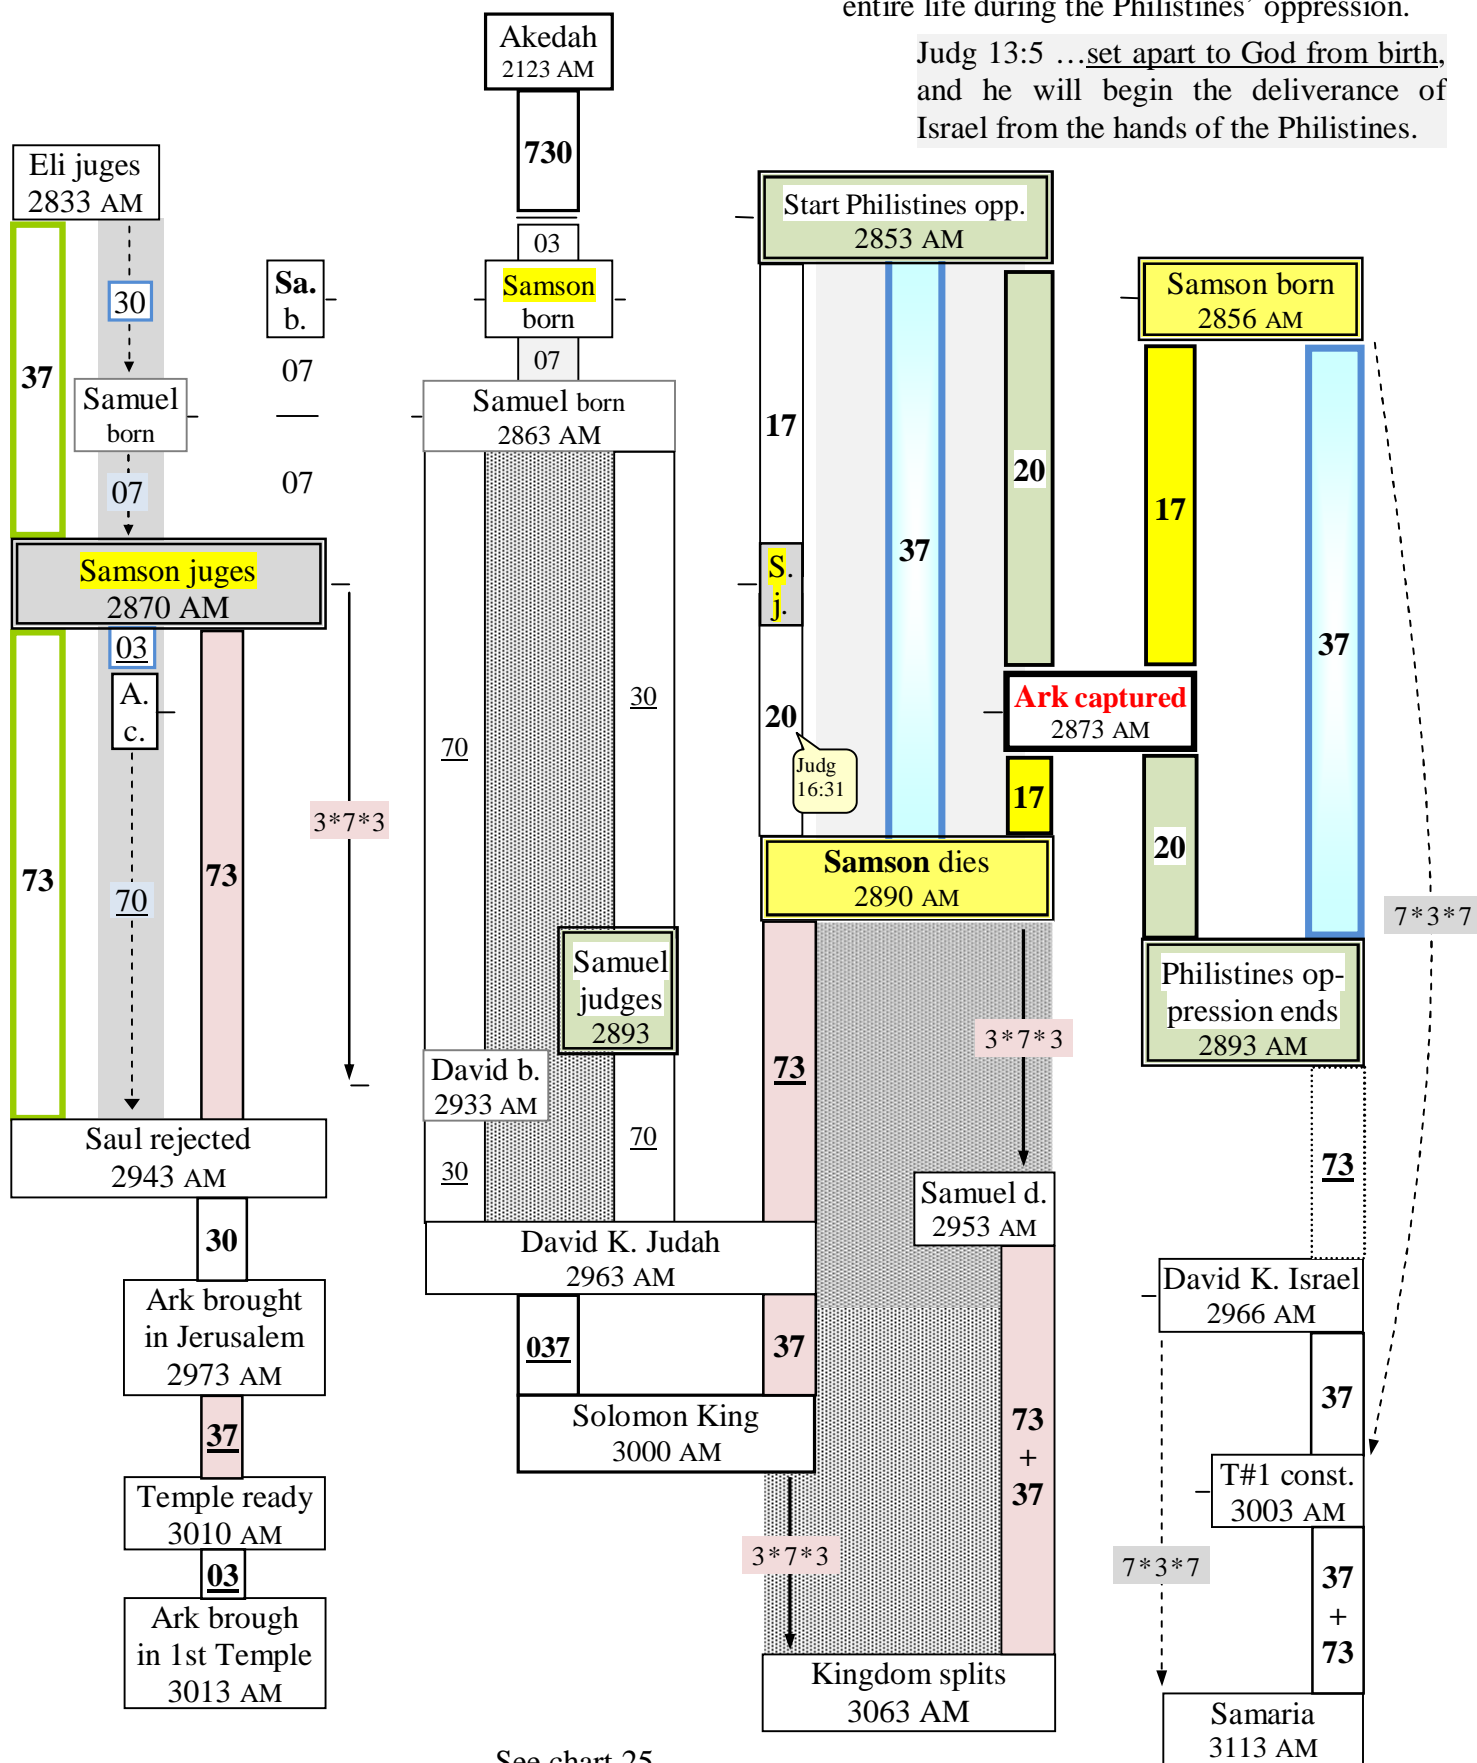 entire life during the Philistines’ oppression.
Judg 13:5 …set apart to God from birth,
and he will begin the deliverance of
Israel from the hands of the Philistines.
Akedah
2123 AM
730
03
Samson
born
07
Samuel born
2863 AM
70
30
Samuel
judges
2893
David b.
2933 AM
30
70
David K. Judah
2963 AM
037
37
Solomon King
3000 AM
3*7*3
Eli juges
2833 AM
37
30
Samuel
born
07
Sa.
b.
07
07
Samson juges
2870 AM
03
A.
c.
73
70
73
3*7*3
Saul rejected
2943 AM
30
Ark brought
in Jerusalem
2973 AM
37
Temple ready
3010 AM
03
Ark brough
in 1st Temple
3013 AM
Start Philistines opp.
2853 AM
17
37
20
S.
j.
20
Judg
16:31
Ark captured
2873 AM
17
Samson dies
2890 AM
73
3*7*3
Samuel d.
2953 AM
73
+
37
Kingdom splits
3063 AM
Samson born
2856 AM
17
37
20
7*3*7
Philistines op-
pression ends
2893 AM
73
David K. Israel
2966 AM
37
T#1 const.
3003 AM
7*3*7
37
+
73
Samaria
3113 AM
See chart 25